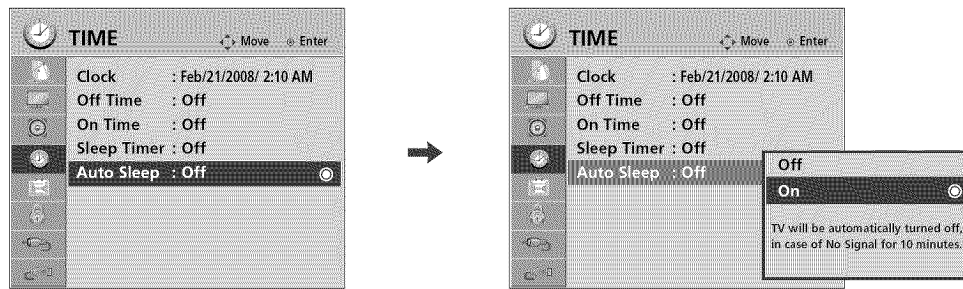 TIME
Move Enter
Clock : Feb/21/2008/ 2:10 AM
Off Time : Off
On Time : Off
Sleep Timer : Off
Auto Sleep : Off
TIME
Move Enter
Clock : Feb/21/2008/ 2:10 AM
Off Time : Off
On Time : Off
Sleep Timer : Off
Auto Sleep : Off
Off
On
TV will be automatically turned off,
in case of No Signal for 10 minutes.